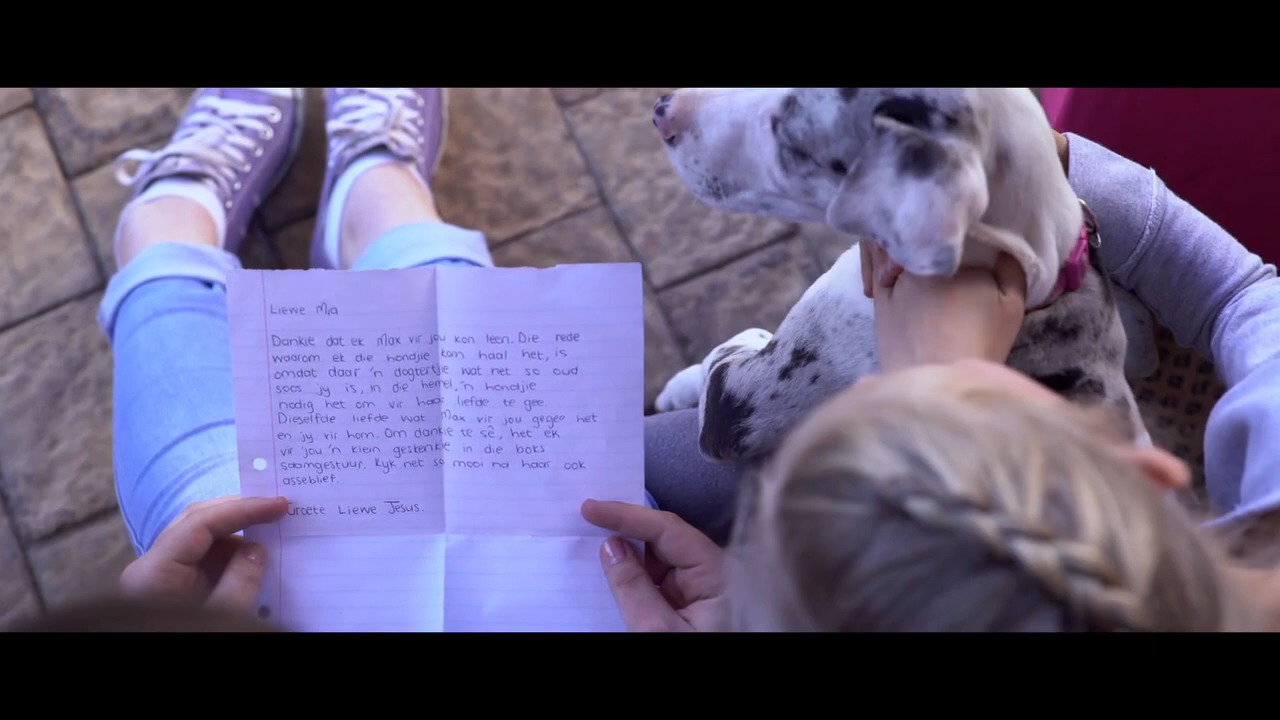 Liewe Mia
Dankie dat ek Max vir jou kon leen. Die rede
waarom ek die hondjie kom haal het, is
omdat daar 'n dogtertjie wat net so oud
soos jy is, in die hemel, 'n hondjie
nodig het om vir haar liefde te gee.
Dieselfde liefde wat Max vir jou gegee het
en jy vir hom. Om dankie te sê, het ek
vir jou 'n klein geskenkie in die boks
saamgestuur. Kyk net so mooi na haar ook
asseblief.
Groete Liewe Jesus.